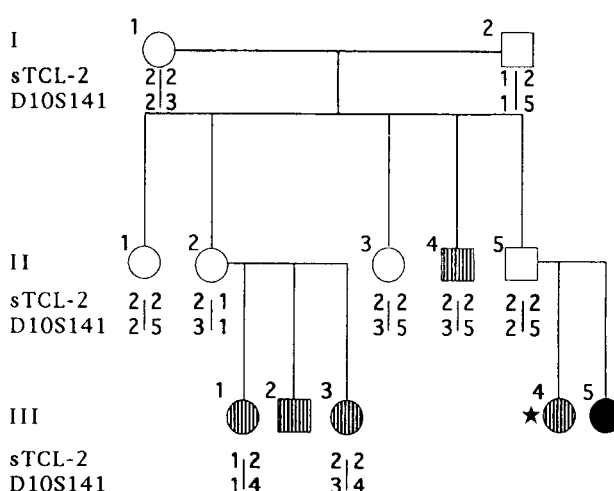 I 1 2
sTCL-2 2 2 1 2
D10S141 2 3 1 5
II 1 2 3 4 5
sTCL-2 2 2 2 1 2 2 2 2 2 2
D10S141 2 5 3 1 3 5 3 5 2 5
III 1 2 3 ★ 4 5
sTCL-2 1 2 2 2
D10S141 1 4 3 4